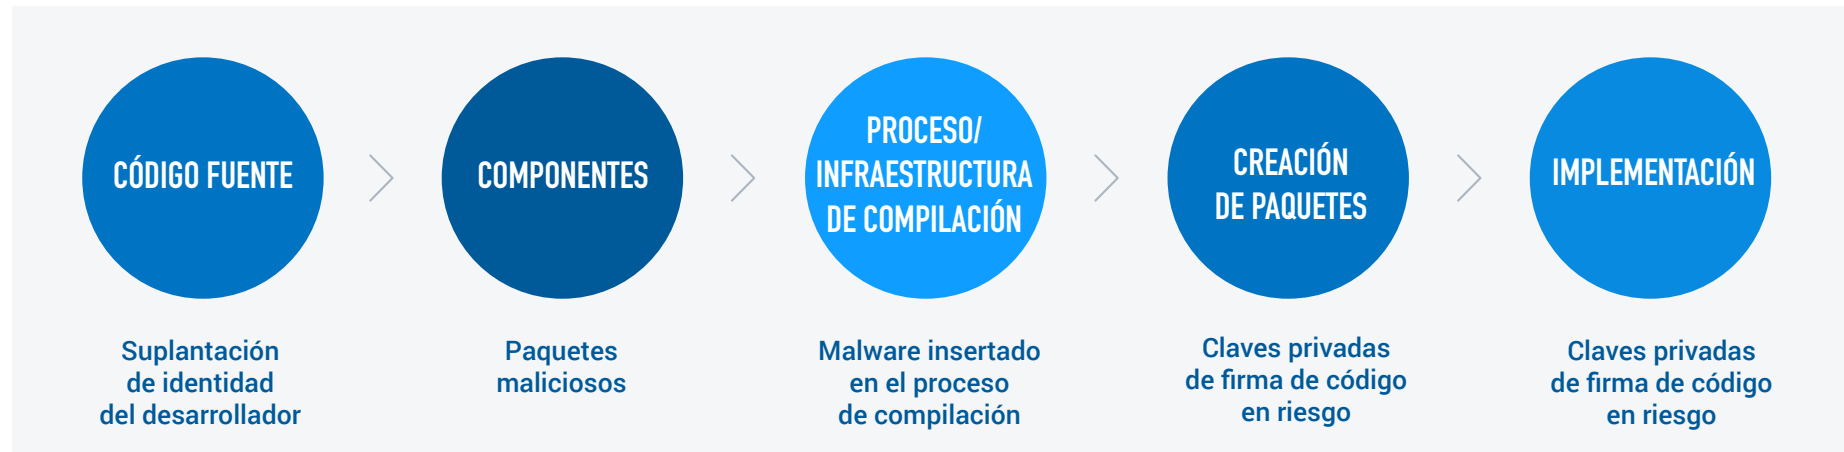 CÓDIGO FUENTE
Suplantación
de identidad
del desarrollador
COMPONENTES
Paquetes
maliciosos
PROCESO/
INFRAESTRUCTURA
DE COMPILACIÓN
Malware insertado
en el proceso
de compilación
CREACIÓN
DE PAQUETES
Claves privadas
de firma de código
en riesgo
IMPLEMENTACIÓN
Claves privadas
de firma de código
en riesgo